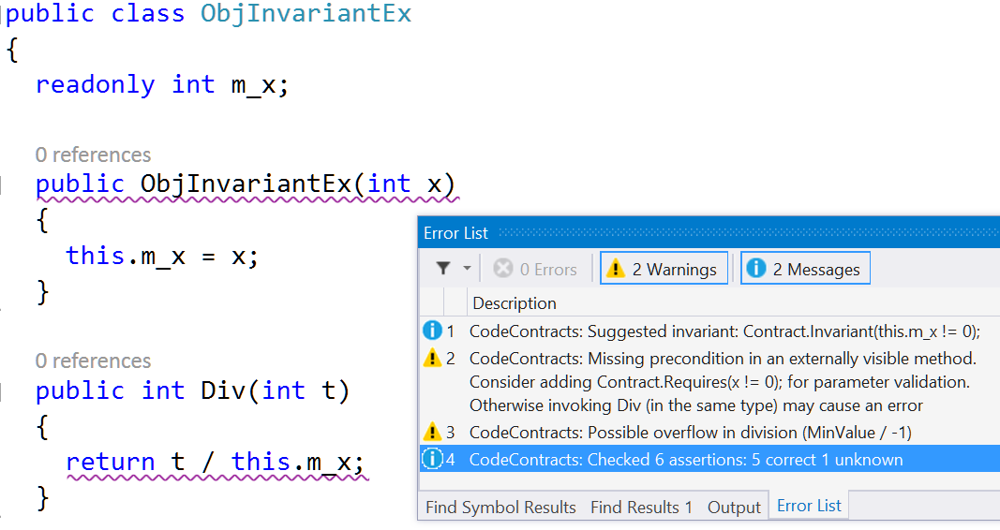 public class ObjInvariantEx
{
readonly int m_x;
0 references
public ObjInvariantEx(int x)
{
this.m_x = x;
}
0 references
public int Div(int t)
{
return t / this.m_x;
}
Error List
0 Errors 2 Warnings 2 Messages
Description
1 CodeContracts: Suggested invariant: Contract.Invariant(this.m_x != 0);
2 CodeContracts: Missing precondition in an externally visible method.
Consider adding Contract.Requires(x != 0); for parameter validation.
Otherwise invoking Div (in the same type) may cause an error
3 CodeContracts: Possible overflow in division (MinValue / -1)
4 CodeContracts: Checked 6 assertions: 5 correct 1 unknown
Find Symbol Results Find Results 1 Output Error List